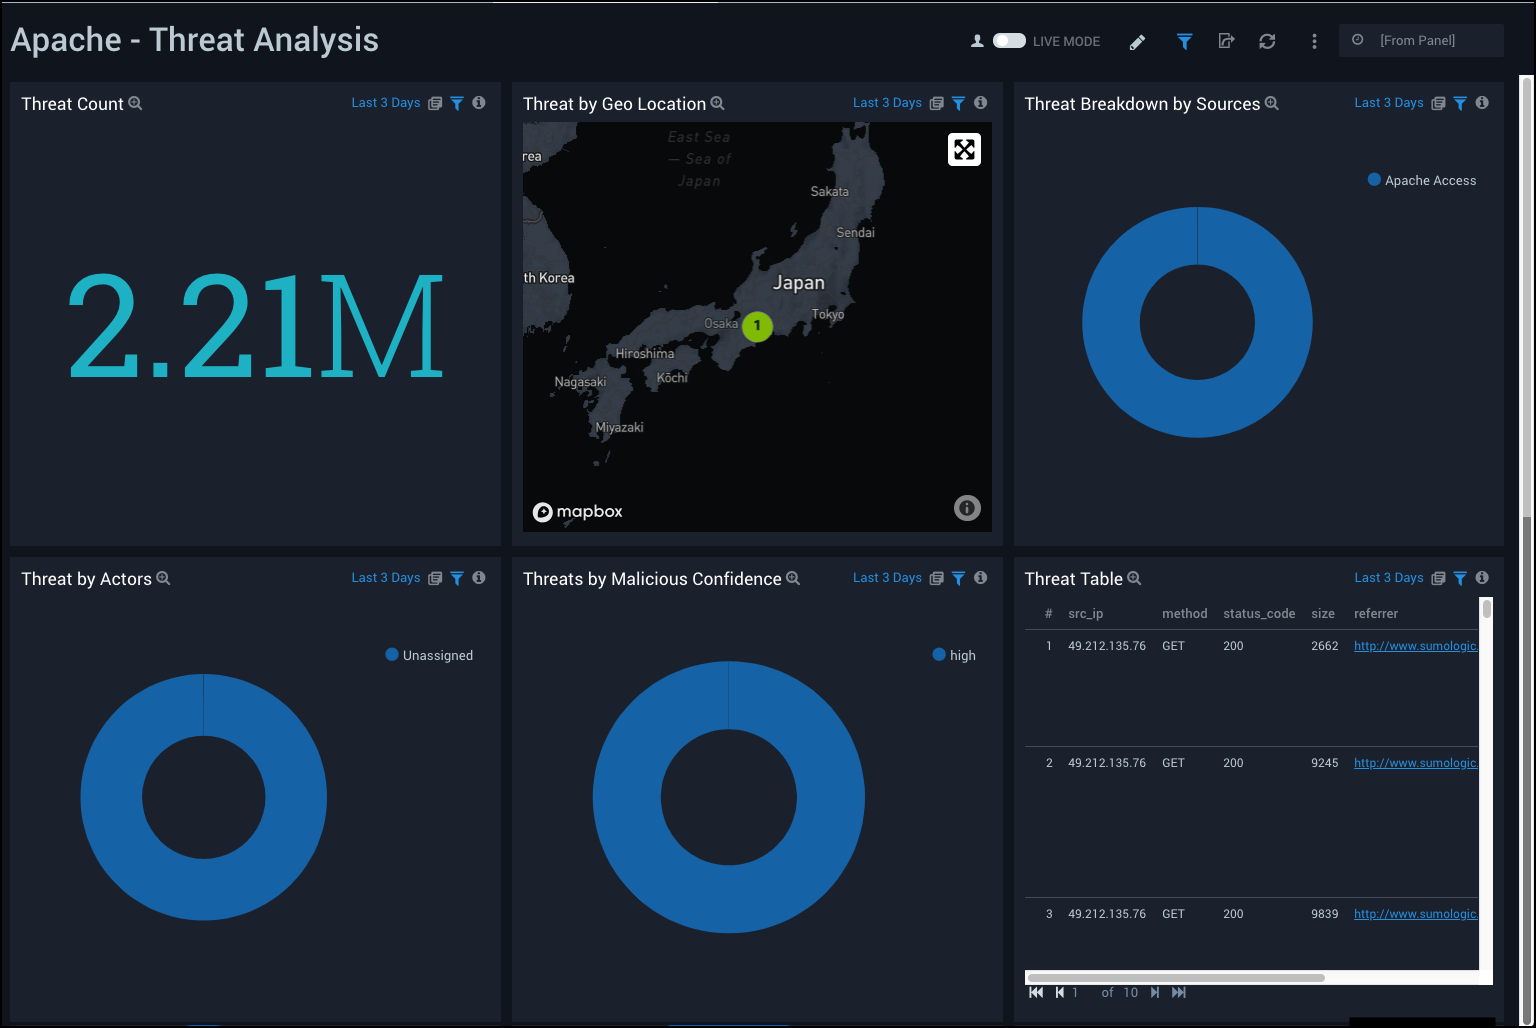 Apache - Threat Analysis
LIVE MODE
[From Panel]
Threat Count
Last 3 Days
2.21M
Threat by Geo Location
Last 3 Days
East Sea
— Sea of
Japan
rea
Sakata
Sendai
th Korea
Japan
Tokyo
Osaka
1
Hiroshima
Kōchi
Nagasaki
Miyazaki
mapbox
Threat Breakdown by Sources
Last 3 Days
Apache Access
Threat by Actors
Last 3 Days
Unassigned
Threats by Malicious Confidence
Last 3 Days
high
Threat Table
Last 3 Days
# src_ip method status_code size referrer
1 49.212.135.76 GET 200 2662 http://www.sumologic.
2 49.212.135.76 GET 200 9245 http://www.sumologic.
3 49.212.135.76 GET 200 9839 http://www.sumologic.
1 of 10